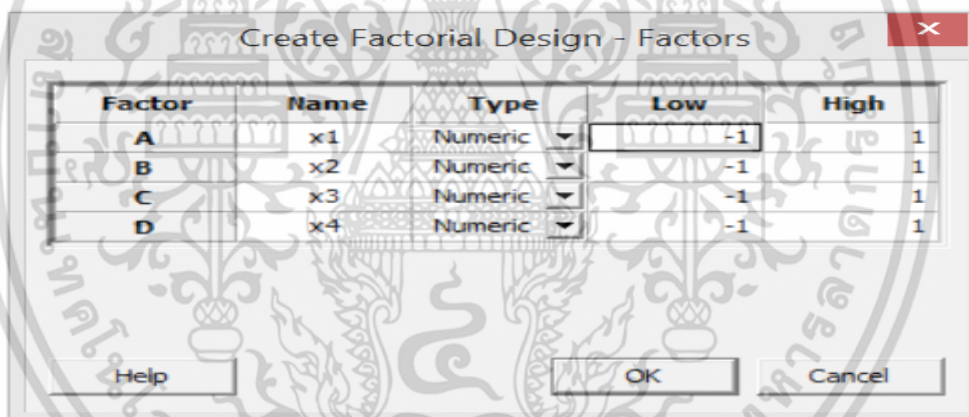 Create Factorial Design - Factors
Factor Name Type Low High
A x1 Numeric -1 1
B x2 Numeric -1 1
C x3 Numeric -1 1
D x4 Numeric -1 1
Help OK Cancel